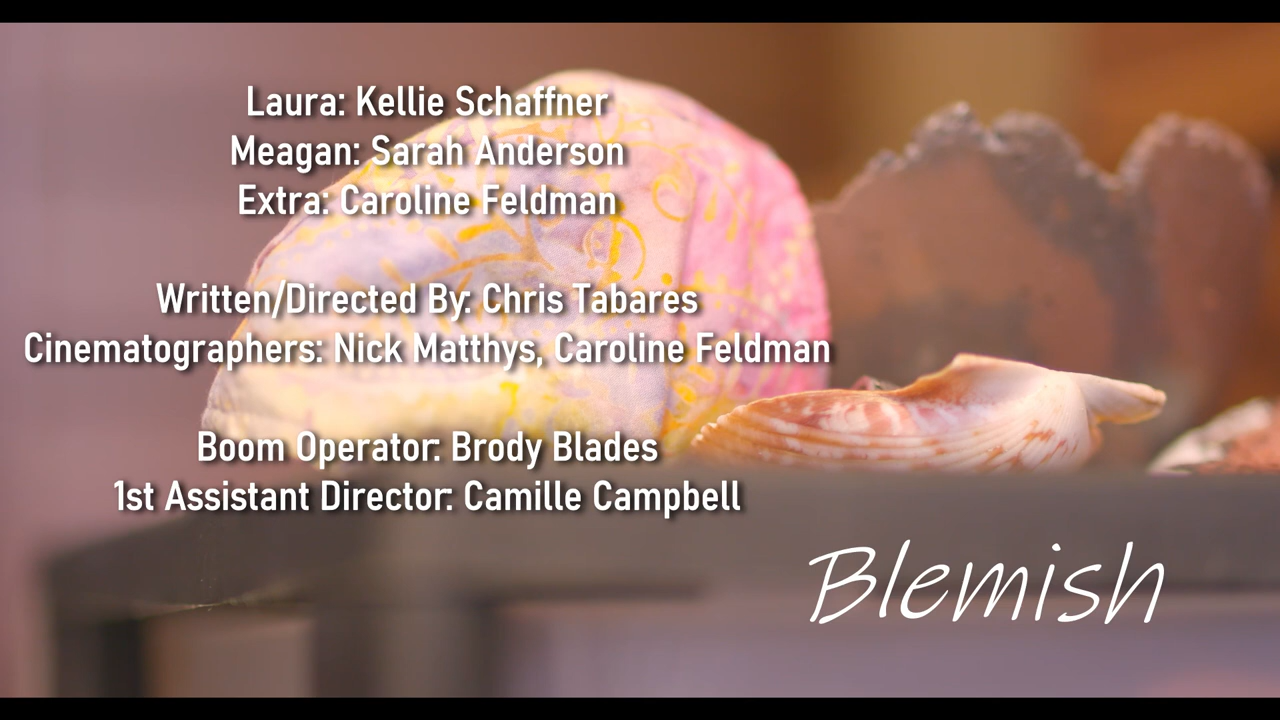 Laura: Kellie Schaffner
Meagan: Sarah Anderson
Extra: Caroline Feldman
Written/Directed By: Chris Tabares
Cinematographers: Nick Matthys, Caroline Feldman
Boom Operator: Brody Blades
1st Assistant Director: Camille Campbell
Blemish